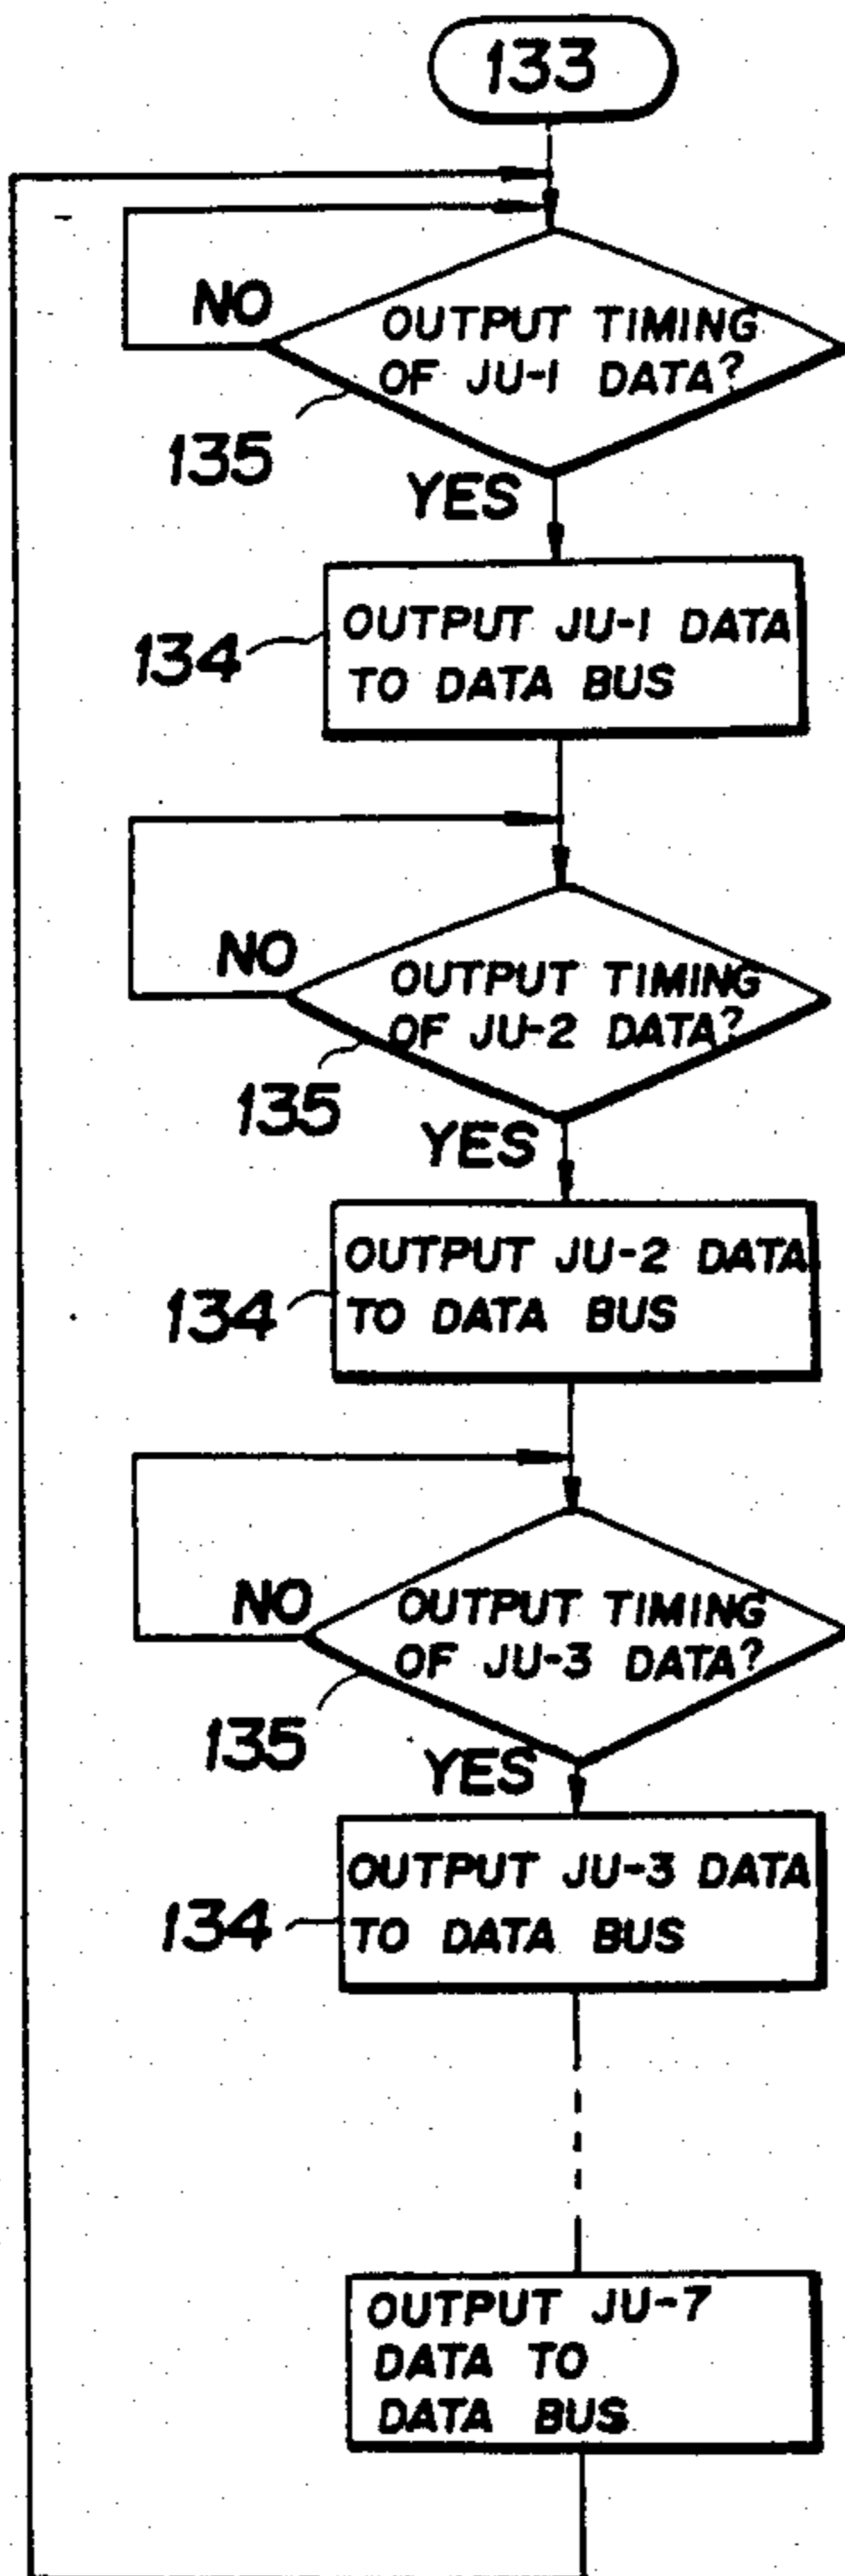 133
NO
OUTPUT TIMING
OF JU-1 DATA?
135
YES
OUTPUT JU-1 DATA
TO DATA BUS
134
NO
OUTPUT TIMING
OF JU-2 DATA?
135
YES
OUTPUT JU-2 DATA
TO DATA BUS
134
NO
OUTPUT TIMING
OF JU-3 DATA?
135
YES
OUTPUT JU-3 DATA
TO DATA BUS
134
OUTPUT JU-7
DATA TO
DATA BUS